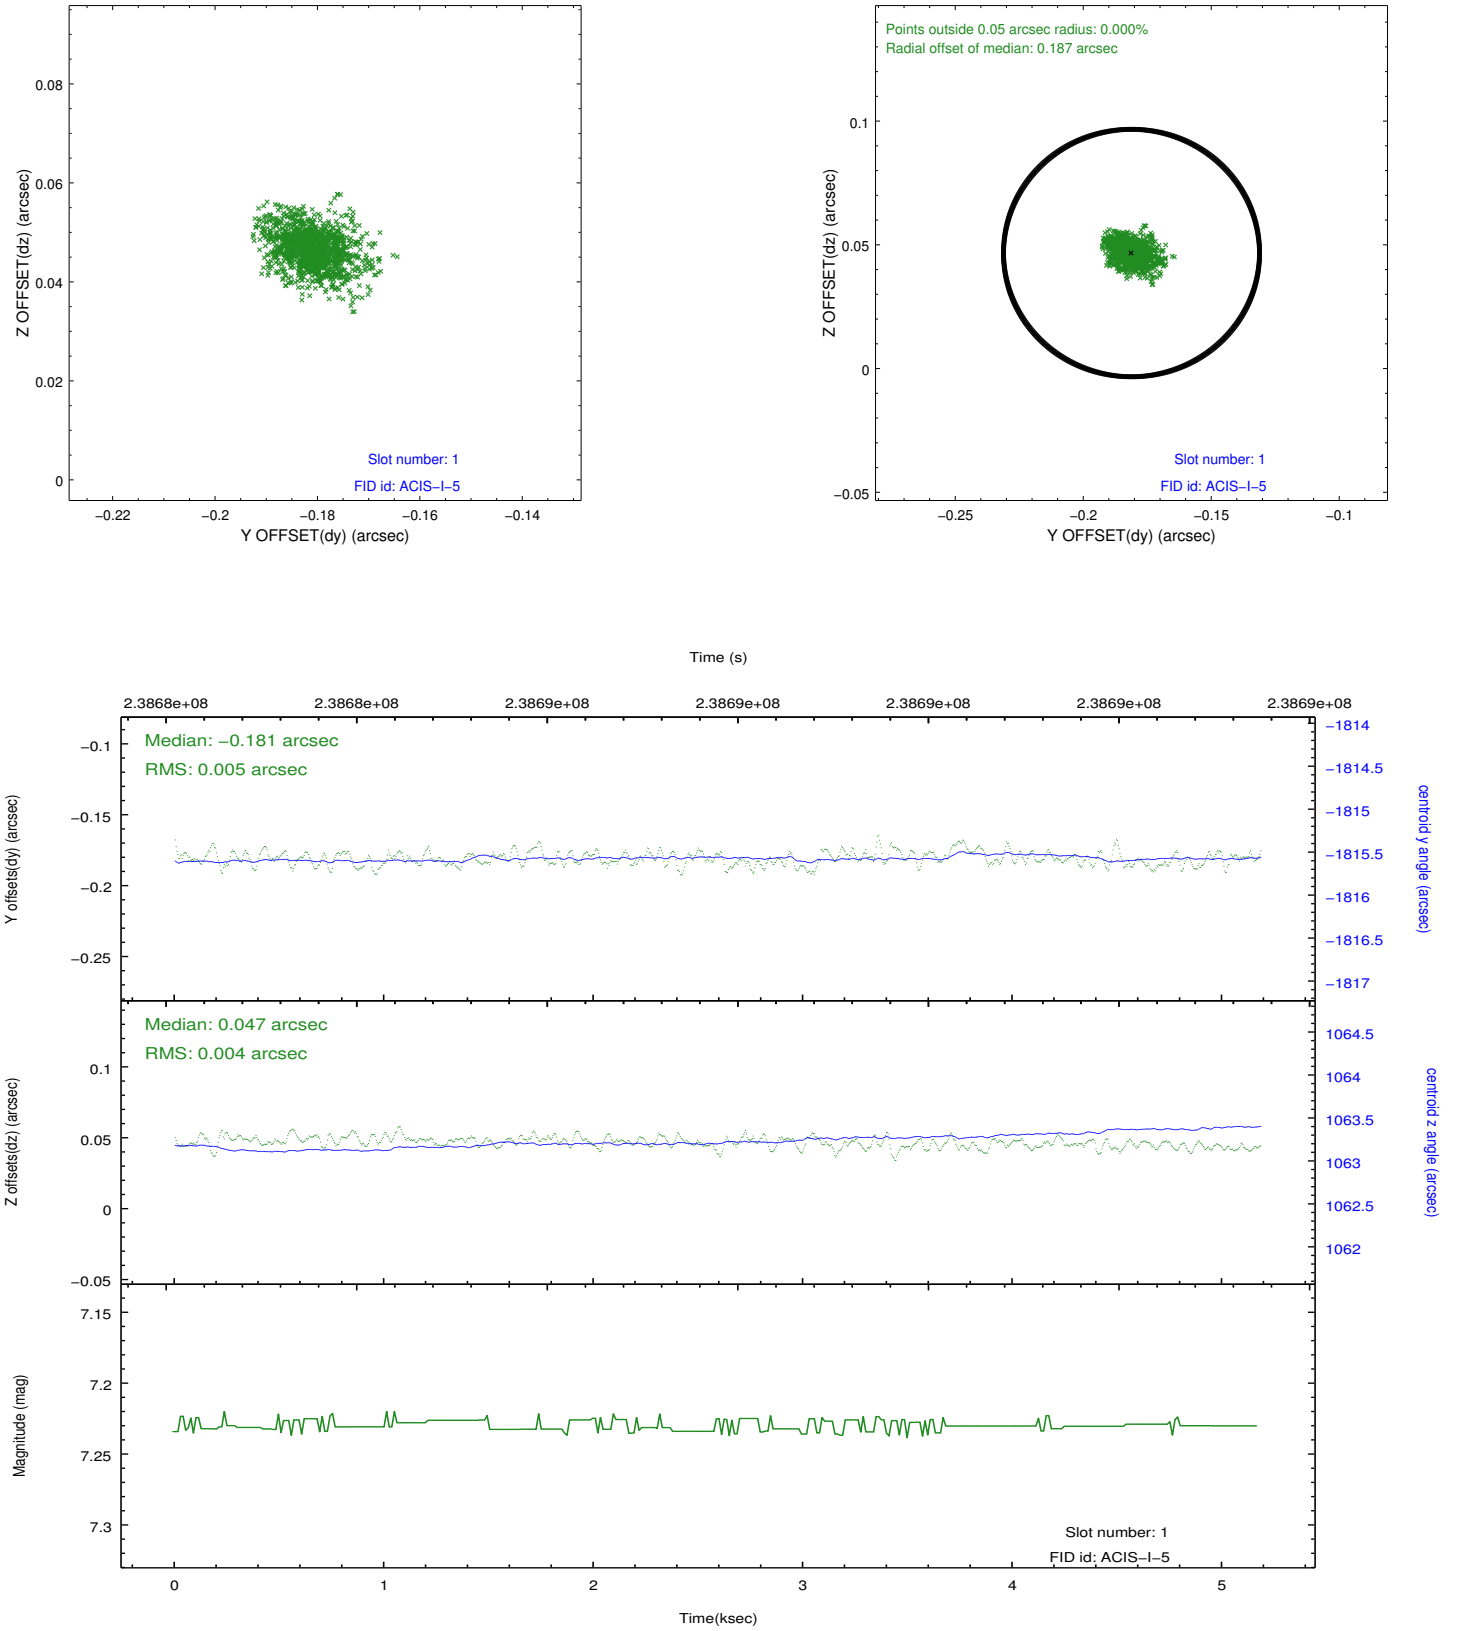 0.08
0.06
0.04
0.02
0
Z OFFSET(dz) (arcsec)
−0.22 −0.2 −0.18 −0.16 −0.14
Y OFFSET(dy) (arcsec)
Slot number: 1
FID id: ACIS−I−5
Points outside 0.05 arcsec radius: 0.000%
Radial offset of median: 0.187 arcsec
0.1
0.05
0
−0.05
Z OFFSET(dz) (arcsec)
−0.25 −0.2 −0.15 −0.1
Y OFFSET(dy) (arcsec)
Slot number: 1
FID id: ACIS−I−5
Time (s)
2.3868e+08 2.3868e+08 2.3869e+08 2.3869e+08 2.3869e+08 2.3869e+08 2.3869e+08
Median: −0.181 arcsec
RMS: 0.005 arcsec
−0.1
−0.15
−0.2
−0.25
Y offsets(dy) (arcsec)
−1814
−1814.5
−1815
−1815.5
−1816
−1816.5
−1817
centroid y angle (arcsec)
Median: 0.047 arcsec
RMS: 0.004 arcsec
0.1
0.05
0
−0.05
Z offsets(dz) (arcsec)
1064.5
1064
1063.5
1063
1062.5
1062
centroid z angle (arcsec)
7.15
7.2
7.25
7.3
Magnitude (mag)
Slot number: 1
FID id: ACIS−I−5
0 1 2 3 4 5
Time(ksec)